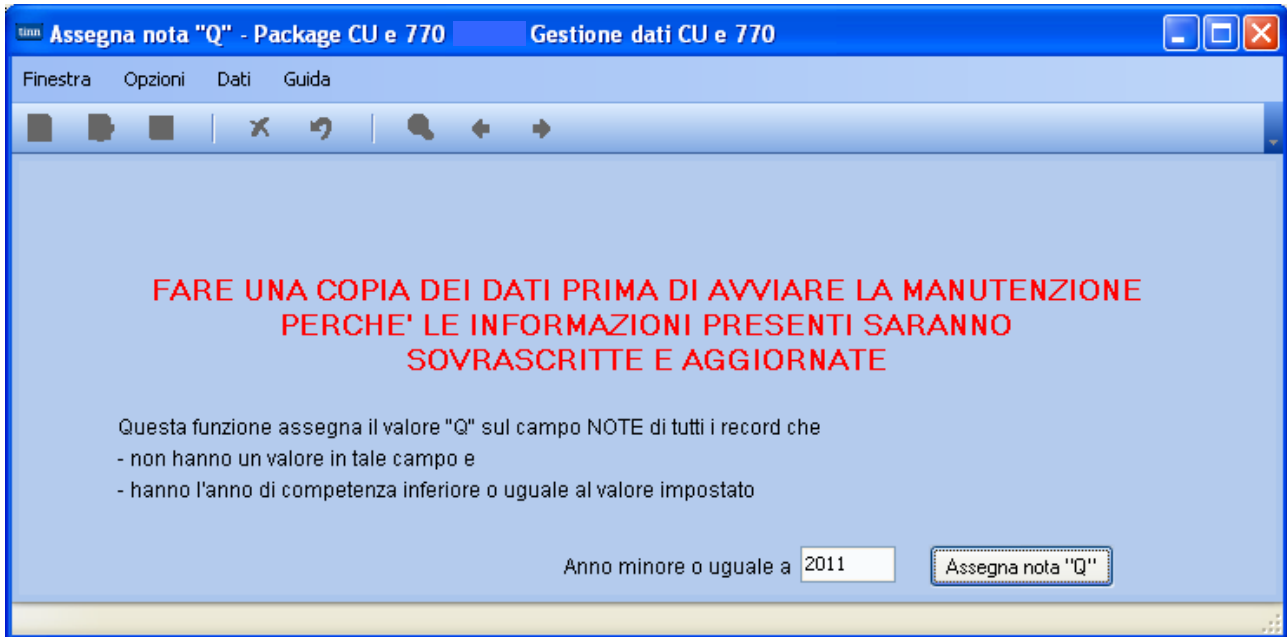 tinn Assegna nota "Q" - Package CU e 770 Gestione dati CU e 770
Finestra Opzioni Dati Guida
FARE UNA COPIA DEI DATI PRIMA DI AVVIARE LA MANUTENZIONE
PERCHE' LE INFORMAZIONI PRESENTI SARANNO
SOVRASCRITTE E AGGIORNATE
Questa funzione assegna il valore "Q" sul campo NOTE di tutti i record che
- non hanno un valore in tale campo e
- hanno l'anno di competenza inferiore o uguale al valore impostato
Anno minore o uguale a 2011 Assegna nota "Q"